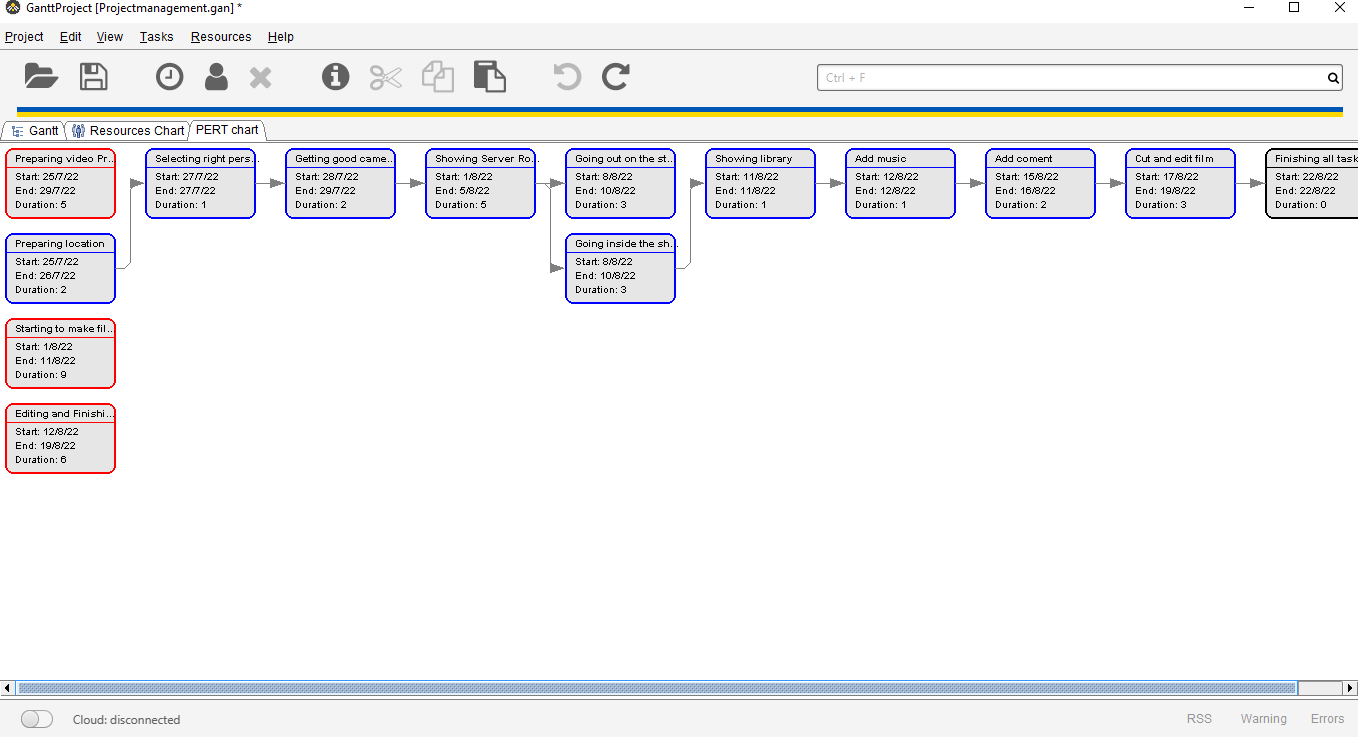 GanttProject [Projectmanagement.gan] *
Project Edit View Tasks Resources Help
Ctrl + F
Gantt Resources Chart PERT chart
Preparing video Pr...
Start: 25/7/22
End: 29/7/22
Duration: 5
Selecting right pers...
Start: 27/7/22
End: 27/7/22
Duration: 1
Getting good came...
Start: 28/7/22
End: 29/7/22
Duration: 2
Showing Server Ro...
Start: 1/8/22
End: 5/8/22
Duration: 5
Going out on the st...
Start: 8/8/22
End: 10/8/22
Duration: 3
Showing library
Start: 11/8/22
End: 11/8/22
Duration: 1
Add music
Start: 12/8/22
End: 12/8/22
Duration: 1
Add coment
Start: 15/8/22
End: 16/8/22
Duration: 2
Cut and edit film
Start: 17/8/22
End: 19/8/22
Duration: 3
Finishing all task
Start: 22/8/22
End: 22/8/22
Duration: 0
Preparing location
Start: 25/7/22
End: 26/7/22
Duration: 2
Going inside the sh...
Start: 8/8/22
End: 10/8/22
Duration: 3
Starting to make fil...
Start: 1/8/22
End: 11/8/22
Duration: 9
Editing and Finishi...
Start: 12/8/22
End: 19/8/22
Duration: 6
Cloud: disconnected
RSS Warning Errors